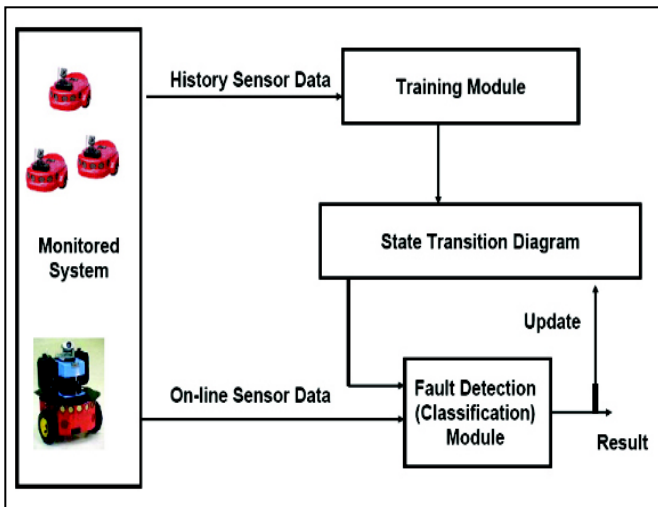 History Sensor Data
Training Module
Monitored
System
State Transition Diagram
Update
On-line Sensor Data
Fault Detection
(Classification)
Module
Result